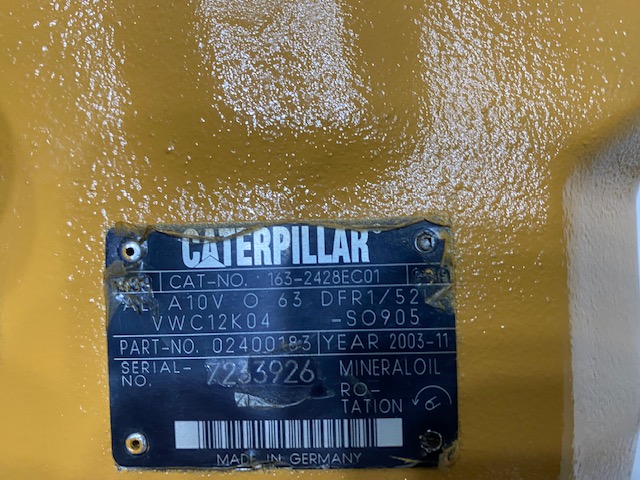 CATERPILLAR
CAT-NO. 163-2428EC01
A10V O 63 DFR1/52
VWC12K04 -SO905
PART-NO. 02400183 YEAR 2003-11
SERIAL- NO. 7233926 MINERALOIL
RO-
TATION
MADE IN GERMANY